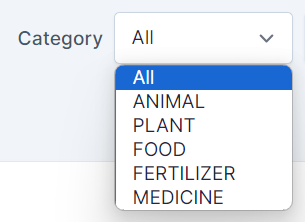 Category All
All
ANIMAL
PLANT
FOOD
FERTILIZER
MEDICINE